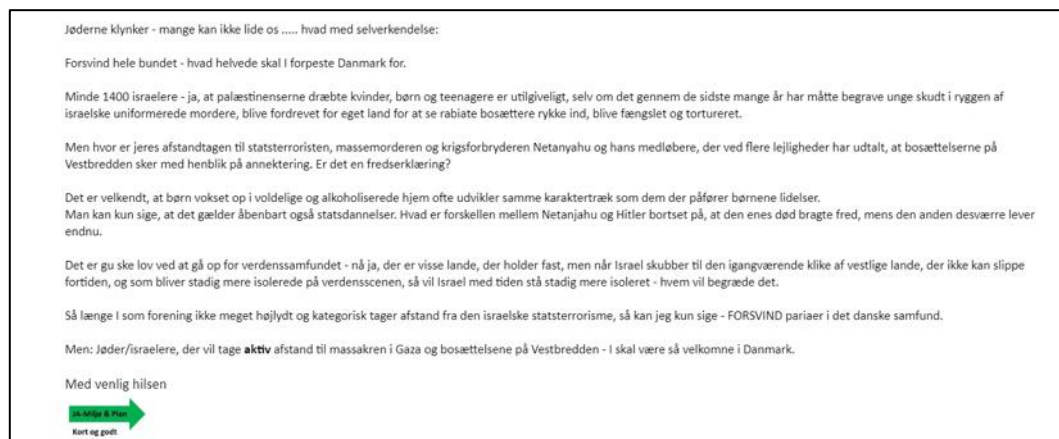 Jøderne klynker - mange kan ikke lide os ..... hvad med selverkendelse:
Forsvind hele bundet - hvad helvede skal I forpeste Danmark for.
Minde 1400 israelere - ja, at palæstinenserne dræbte kvinder, børn og teenagere er utilgiveligt, selv om det gennem de sidste mange år har måtte begrave unge skudt i ryggen af
israelske uniformerede mordere, blive fordrevet for eget land for at se rabiate bosættere rykke ind, blive fængslet og tortureret.
Men hvor er jeres afstandtagen til statsterroristen, massemorderen og krigsforbryderen Netanyahu og hans medløbere, der ved flere lejligheder har udtalt, at bosættelserne på
Vestbredden sker med henblik på annektering. Er det en fredserklæring?
Det er velkendt, at børn vokset op i voldelige og alkoholiserede hjem ofte udvikler samme karaktertræk som dem der påfører børnene lidelser.
Man kan kun sige, at det gælder åbenbart også statsdannelser. Hvad er forskellen mellem Netanjahu og Hitler bortset på, at den enes død bragte fred, mens den anden desværre lever
endnu.
Det er gu ske lov ved at gå op for verdenssamfundet - nå ja, der er visse lande, der holder fast, men når Israel skubber til den igangværende klike af vestlige lande, der ikke kan slippe
fortiden, og som bliver stadig mere isolerede på verdensscenen, så vil Israel med tiden stå stadig mere isoleret - hvem vil begræde det.
Så længe I som forening ikke meget højlydt og kategorisk tager afstand fra den israelske statsterrorisme, så kan jeg kun sige - FORSVIND pariaer i det danske samfund.
Men: Jøder/israelere, der vil tage aktiv afstand til massakren i Gaza og bosættelsene på Vestbredden - I skal være så velkomne i Danmark.
Med venlig hilsen
JA-Miljø & Plan
Kort og godt